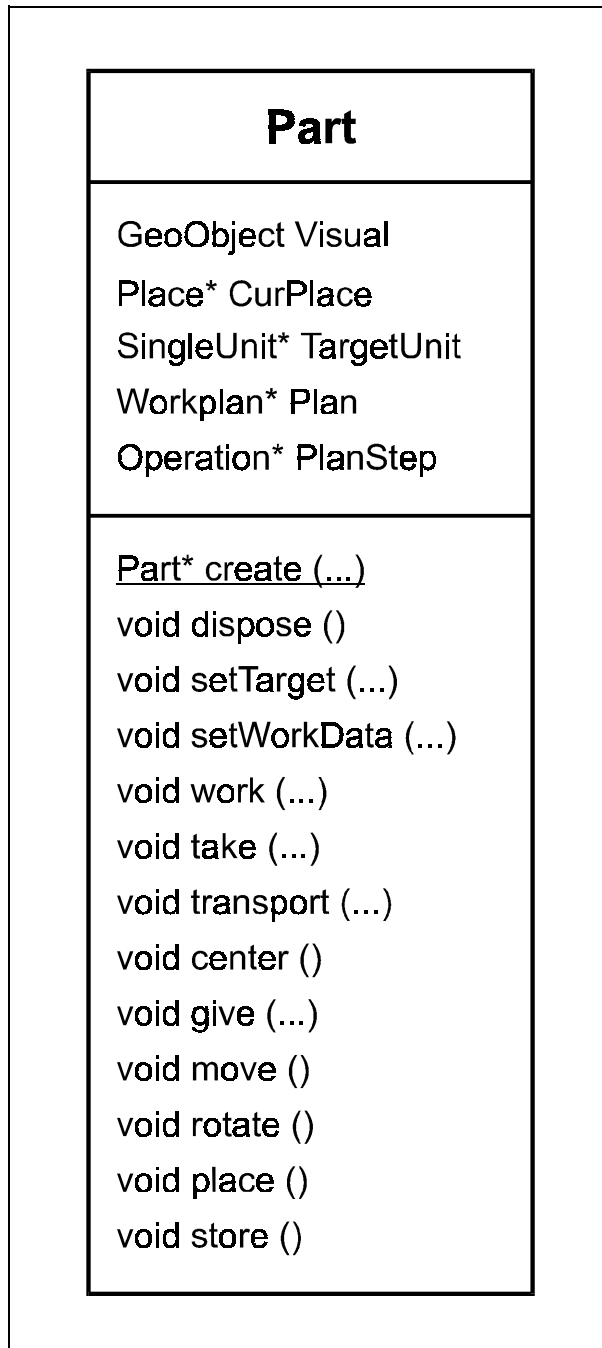 Part
GeoObject Visual
Place* CurPlace
SingleUnit* TargetUnit
Workplan* Plan
Operation* PlanStep
Part* create (...)
void dispose ()
void setTarget (...)
void setWorkData (...)
void work (...)
void take (...)
void transport (...)
void center ()
void give (...)
void move ()
void rotate ()
void place ()
void store ()